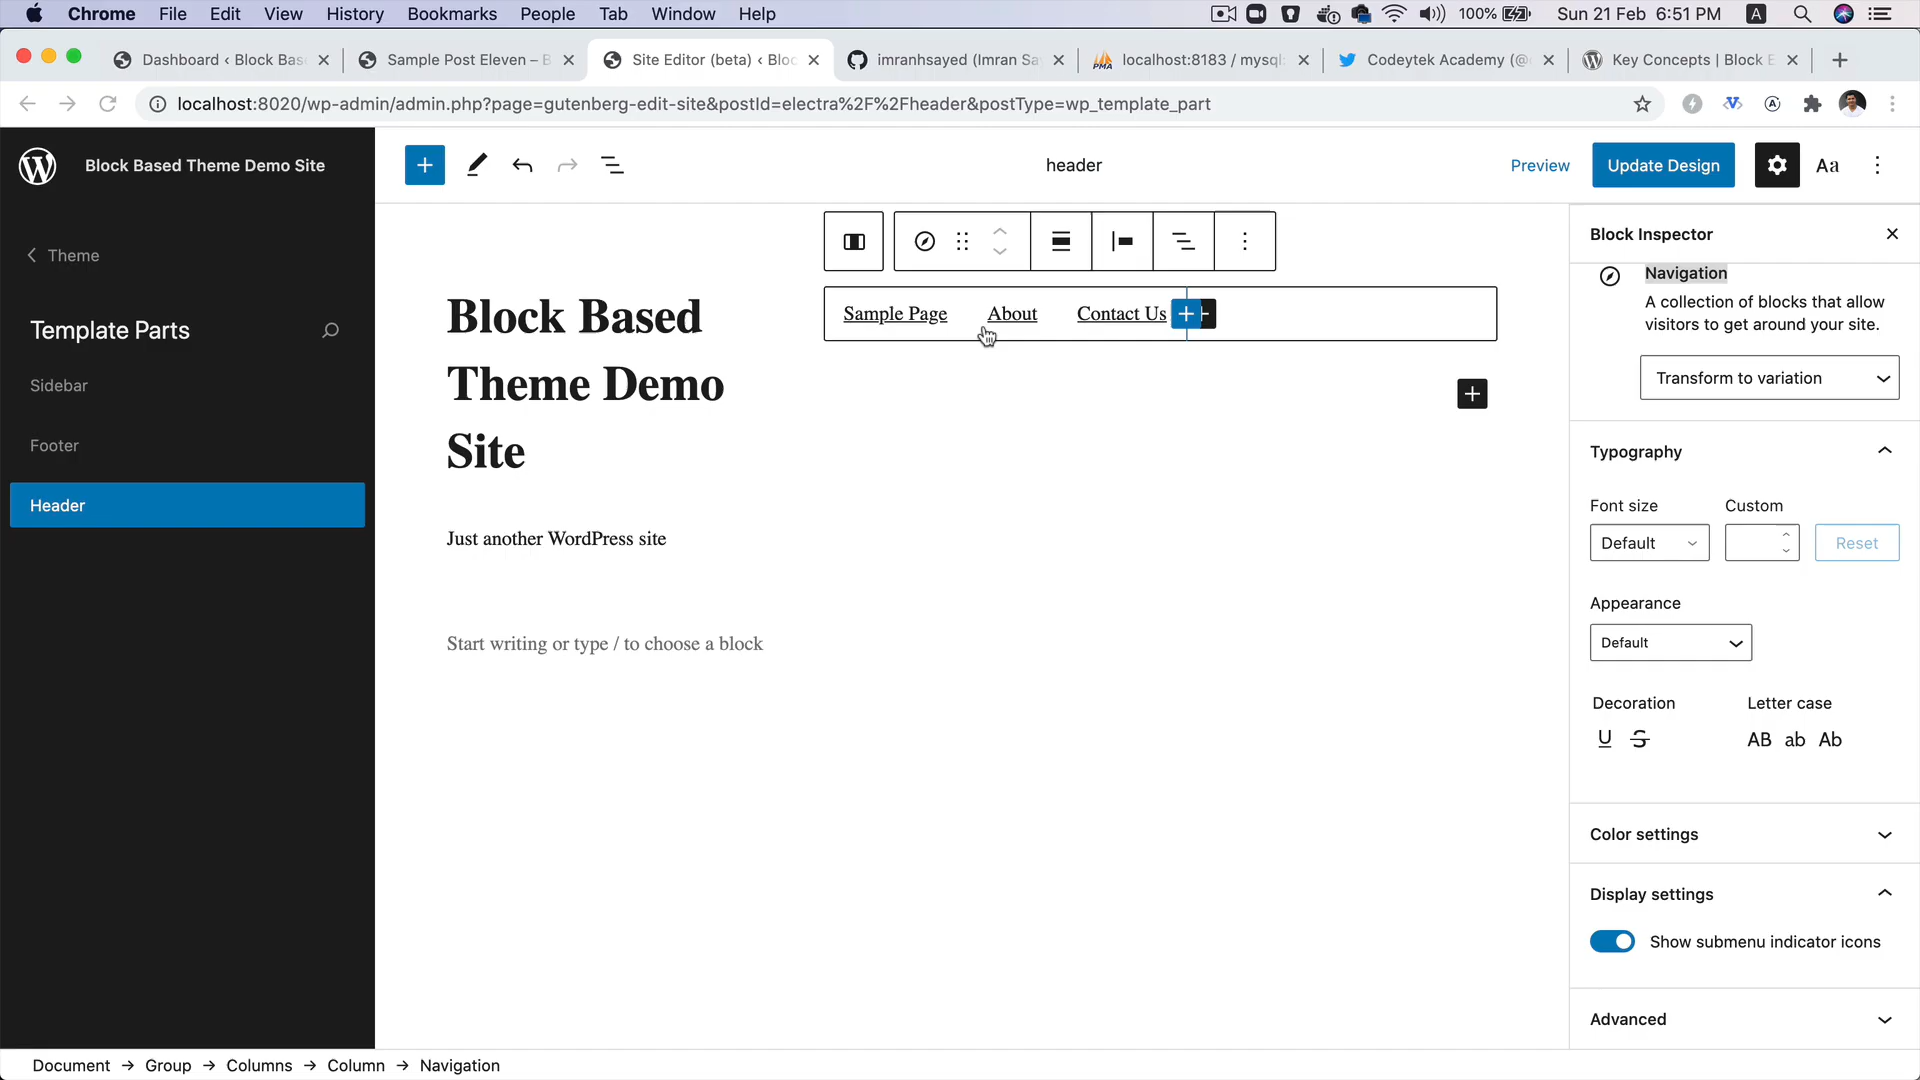 Chrome File Edit View History Bookmarks People Tab Window Help 100% Sun 21 Feb 6:51 PM A
Dashboard ‹ Block Bas
Sample Post Eleven – B
Site Editor (beta) ‹ Bloc
imranhsayed (Imran Sa
localhost:8183 / mysql:
Codeytek Academy (@
Key Concepts | Block E
localhost:8020/wp-admin/admin.php?page=gutenberg-edit-site&postId=electra%2F%2Fheader&postType=wp_template_part
Block Based Theme Demo Site
header
Preview
Update Design
Aa
Theme
Template Parts
Sidebar
Footer
Header
Block Based
Theme Demo
Site
Sample Page About Contact Us
Just another WordPress site
Start writing or type / to choose a block
Block Inspector
Navigation
A collection of blocks that allow
visitors to get around your site.
Transform to variation
Typography
Font size Custom
Default Reset
Appearance
Default
Decoration Letter case
U S AB ab Ab
Color settings
Display settings
Show submenu indicator icons
Advanced
Document → Group → Columns → Column → Navigation